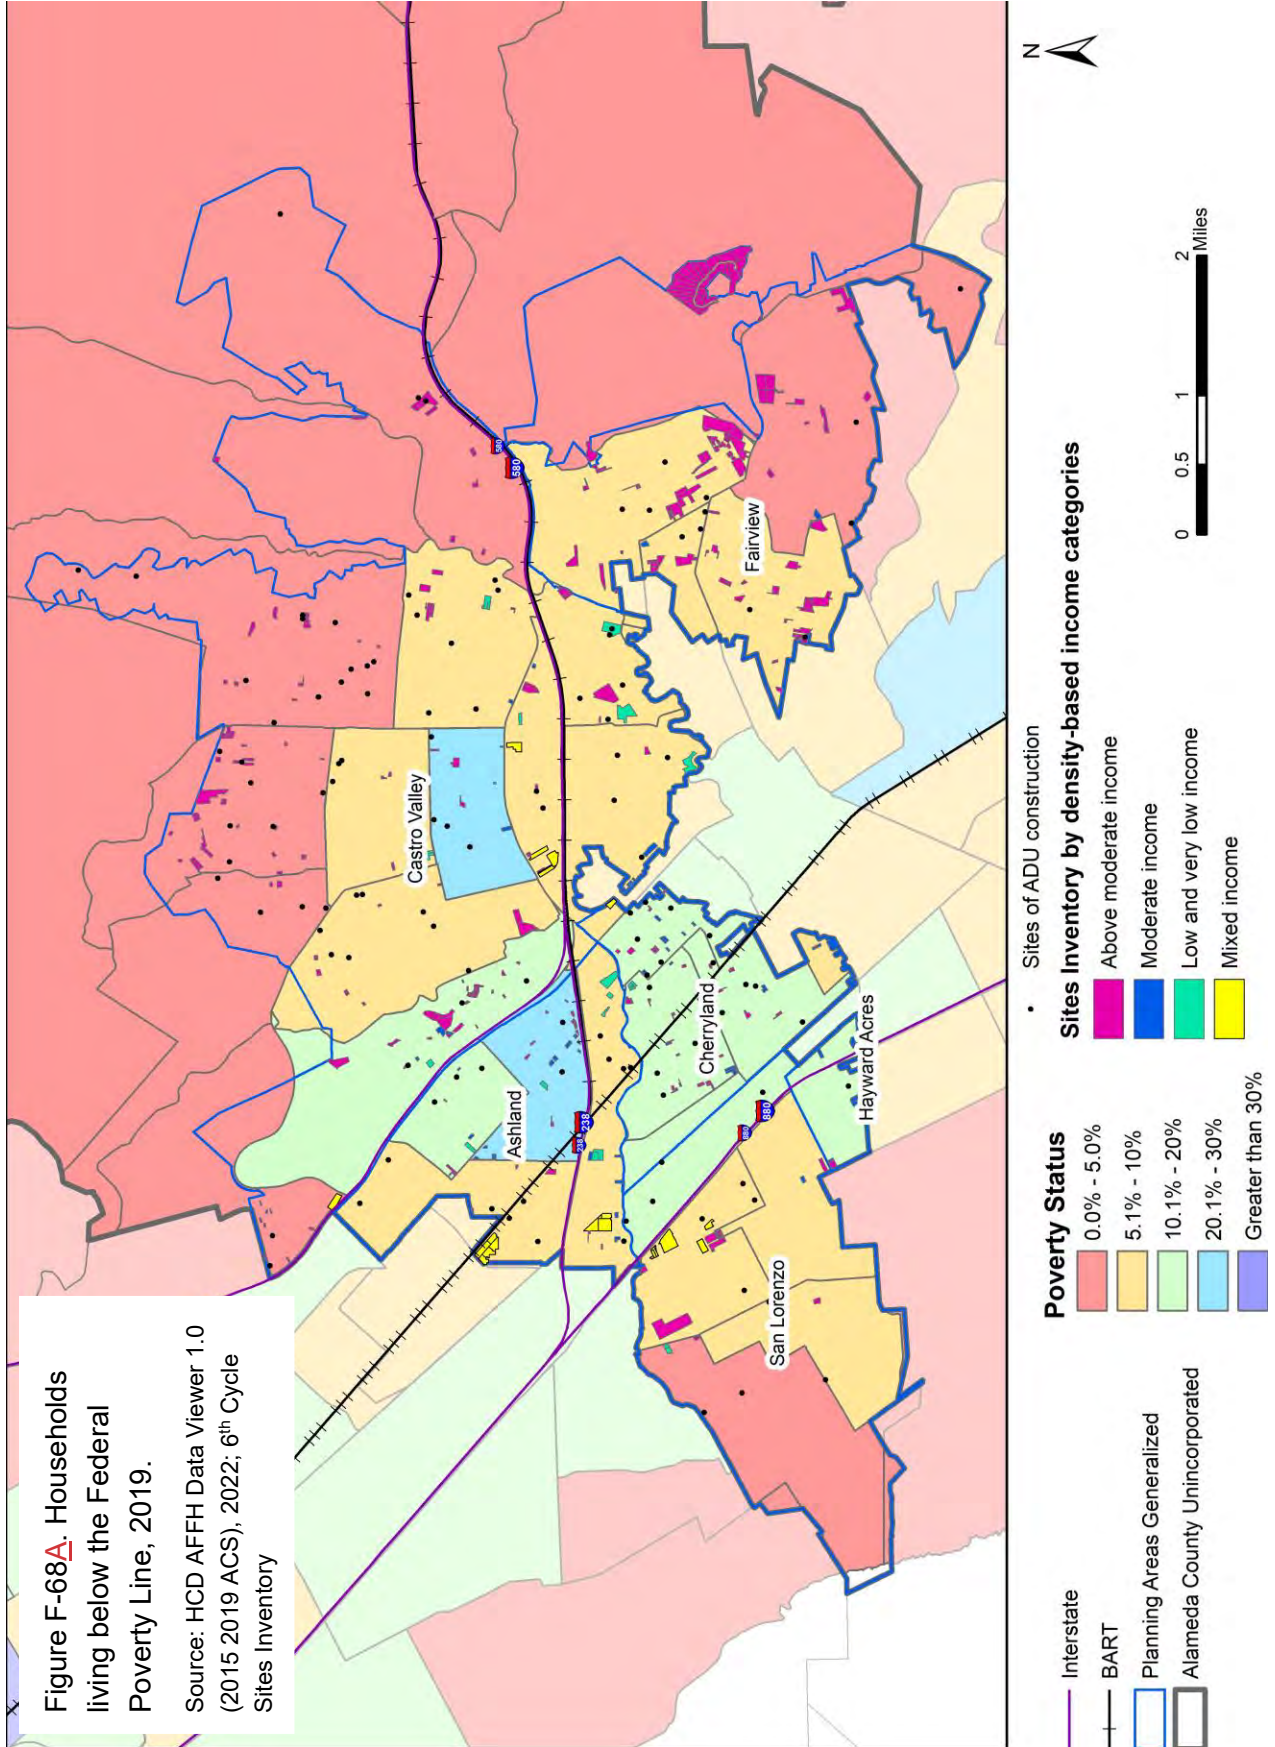 Figure F-68A. Households
living below the Federal
Poverty Line, 2019.
Source: HCD AFFH Data Viewer 1.0
(2015 2019 ACS), 2022; 6th Cycle
Sites Inventory
Castro Valley
Ashland
Cherryland
Fairview
Hayward Acres
San Lorenzo
580
580
238
238
880
880
N
Interstate
BART
Planning Areas Generalized
Alameda County Unincorporated
Poverty Status
0.0% - 5.0%
5.1% - 10%
10.1% - 20%
20.1% - 30%
Greater than 30%
Sites of ADU construction
Sites Inventory by density-based income categories
Above moderate income
Moderate income
Low and very low income
Mixed income
0 0.5 1 2
Miles